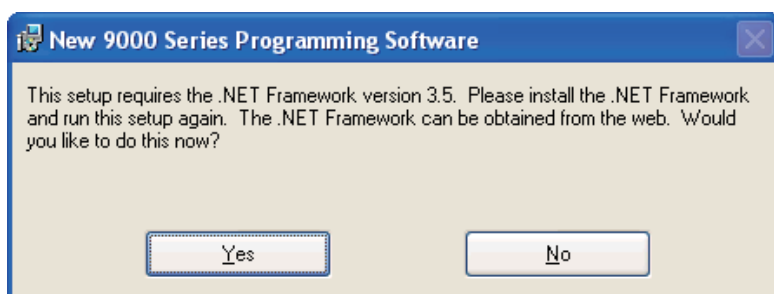 New 9000 Series Programming Software
This setup requires the .NET Framework version 3.5. Please install the .NET Framework
and run this setup again. The .NET Framework can be obtained from the web. Would
you like to do this now?
Yes
No